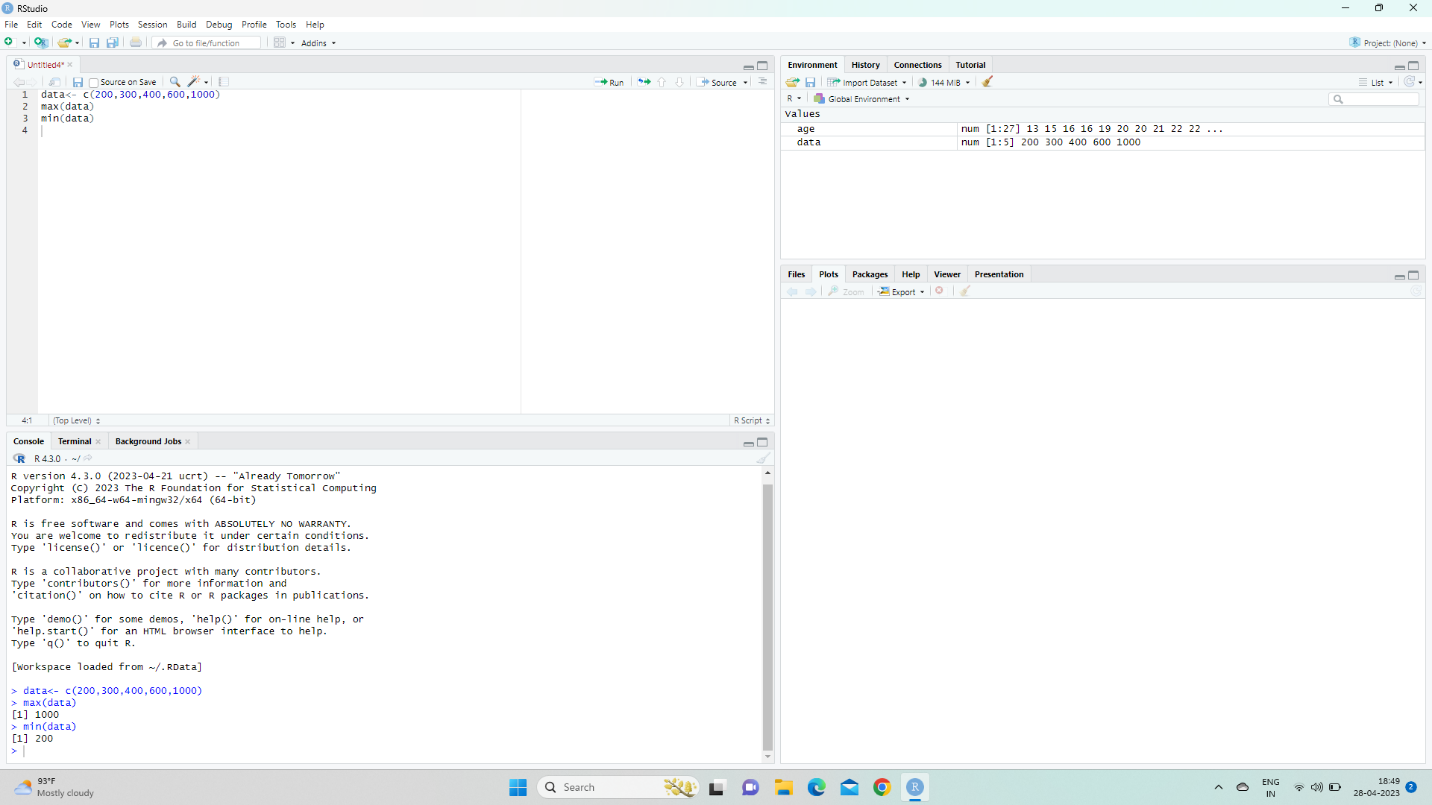 RStudio
File Edit Code View Plots Session Build Debug Profile Tools Help
Go to file/function Addins Project: (None)
Untitled4*
Source on Save Run Source
1 data<- c(200,300,400,600,1000)
2 max(data)
3 min(data)
4
4:1 (Top Level) R Script
Console Terminal Background Jobs
R 4.3.0 · ~/
R version 4.3.0 (2023-04-21 ucrt) -- "Already Tomorrow"
Copyright (C) 2023 The R Foundation for Statistical Computing
Platform: x86_64-w64-mingw32/x64 (64-bit)
R is free software and comes with ABSOLUTELY NO WARRANTY.
You are welcome to redistribute it under certain conditions.
Type 'license()' or 'licence()' for distribution details.
R is a collaborative project with many contributors.
Type 'contributors()' for more information and
'citation()' on how to cite R or R packages in publications.
Type 'demo()' for some demos, 'help()' for on-line help, or
'help.start()' for an HTML browser interface to help.
Type 'q()' to quit R.
[Workspace loaded from ~/.RData]
> data<- c(200,300,400,600,1000)
> max(data)
[1] 1000
> min(data)
[1] 200
>
Environment History Connections Tutorial
Import Dataset 144 MiB List
R Global Environment
Values
age num [1:27] 13 15 16 16 19 20 20 21 22 22 ...
data num [1:5] 200 300 400 600 1000
Files Plots Packages Help Viewer Presentation
Zoom Export
93°F
Mostly cloudy
Search
ENG
IN
18:49
28-04-2023
2